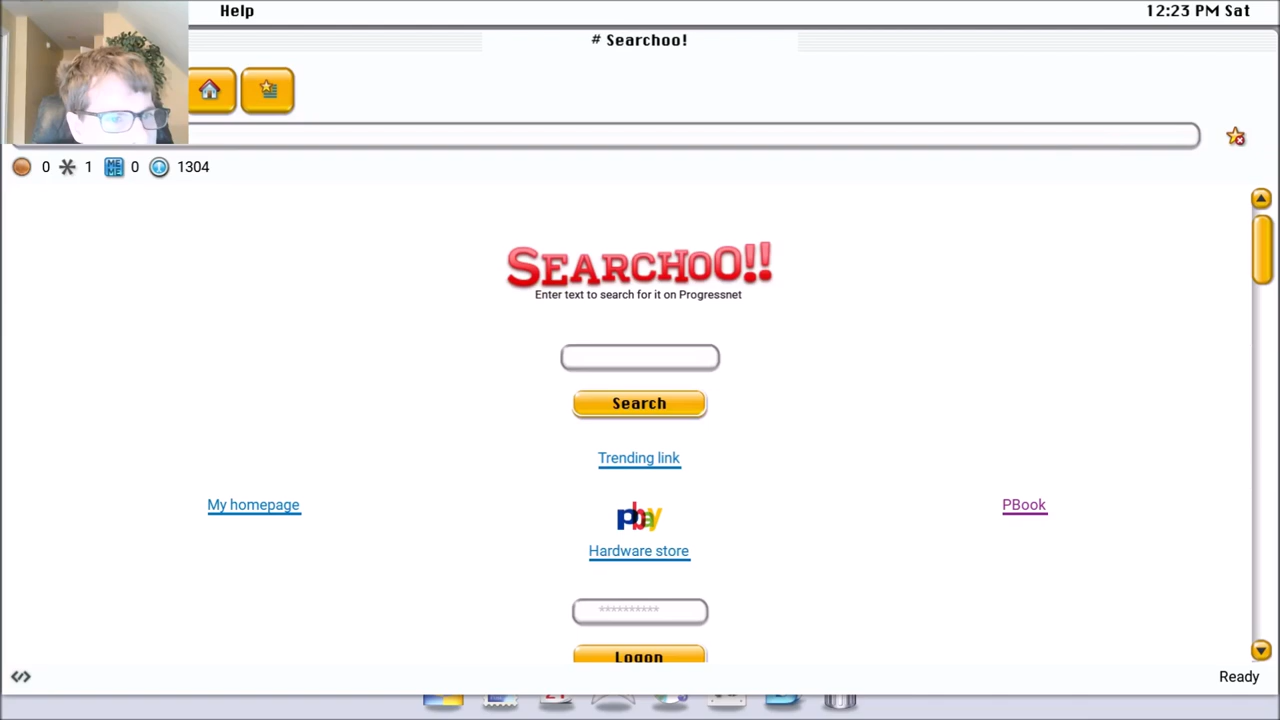 Help
12:23 PM Sat
# Searchoo!
0 1 0 1304
SEARCHOO!!
Enter text to search for it on Progressnet
Search
Trending link
My homepage
PBook
pbay
Hardware store
**********
Logon
Ready